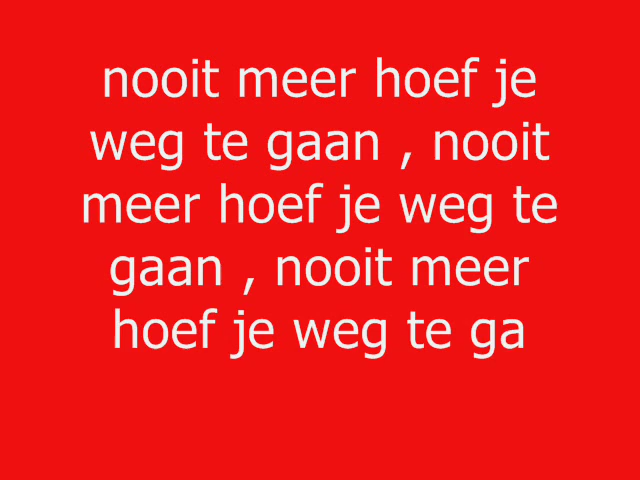 nooit meer hoef je
weg te gaan , nooit
meer hoef je weg te
gaan , nooit meer
hoef je weg te ga